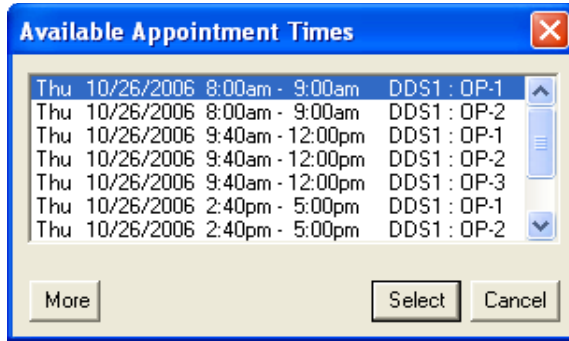 Available Appointment Times
Thu 10/26/2006 8:00am - 9:00am DDS1 : OP-1
Thu 10/26/2006 8:00am - 9:00am DDS1 : OP-2
Thu 10/26/2006 9:40am - 12:00pm DDS1 : OP-1
Thu 10/26/2006 9:40am - 12:00pm DDS1 : OP-2
Thu 10/26/2006 9:40am - 12:00pm DDS1 : OP-3
Thu 10/26/2006 2:40pm - 5:00pm DDS1 : OP-1
Thu 10/26/2006 2:40pm - 5:00pm DDS1 : OP-2
More Select Cancel